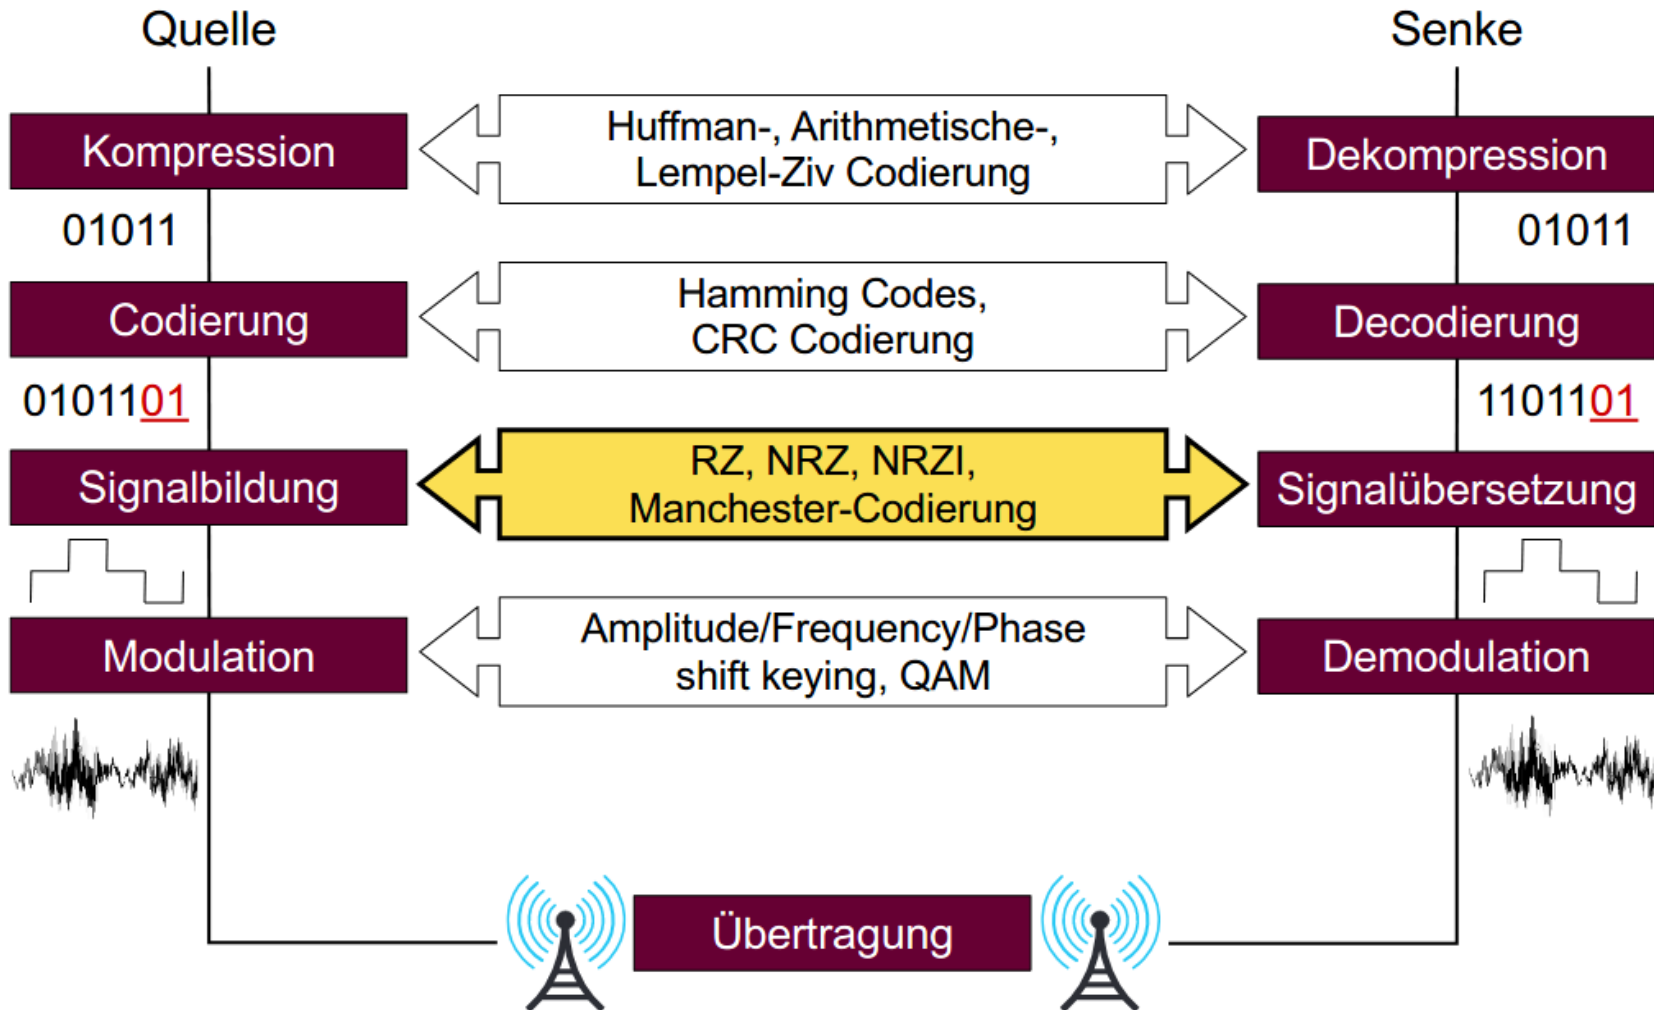 Quelle
Senke
Kompression
Huffman-, Arithmetische-,
Lempel-Ziv Codierung
Dekompression
01011
01011
Codierung
Hamming Codes,
CRC Codierung
Decodierung
0101101
1101101
Signalbildung
RZ, NRZ, NRZI,
Manchester-Codierung
Signalübersetzung
Modulation
Amplitude/Frequency/Phase
shift keying, QAM
Demodulation
Übertragung